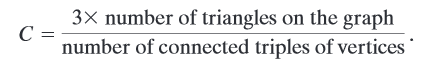 C = 3× number of triangles on the graph / number of connected triples of vertices .